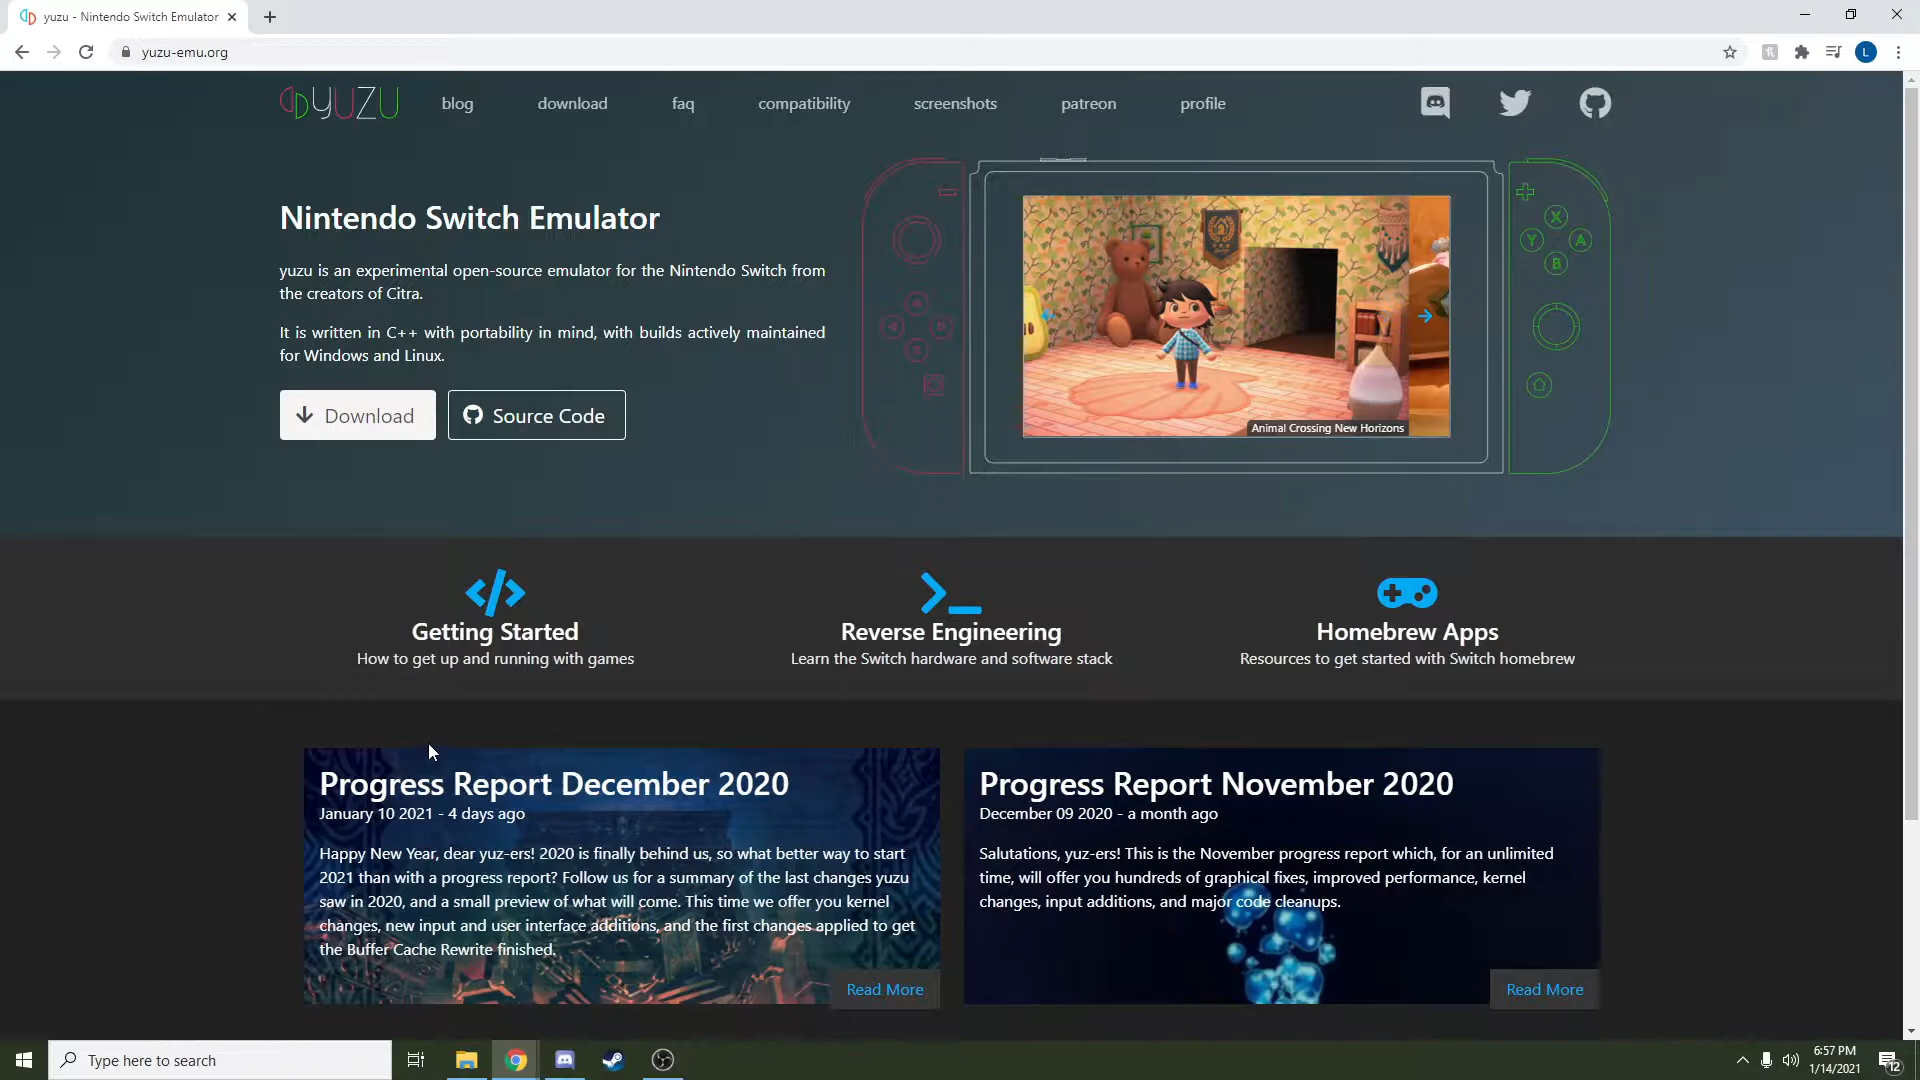 yuzu - Nintendo Switch Emulator
yuzu-emu.org
L
YUZU
blog
download
faq
compatibility
screenshots
patreon
profile
Nintendo Switch Emulator
yuzu is an experimental open-source emulator for the Nintendo Switch from
the creators of Citra.
It is written in C++ with portability in mind, with builds actively maintained
for Windows and Linux.
Download
Source Code
X
Y
A
B
Animal Crossing New Horizons
Getting Started
How to get up and running with games
Reverse Engineering
Learn the Switch hardware and software stack
Homebrew Apps
Resources to get started with Switch homebrew
Progress Report December 2020
January 10 2021 - 4 days ago
Happy New Year, dear yuz-ers! 2020 is finally behind us, so what better way to start
2021 than with a progress report? Follow us for a summary of the last changes yuzu
saw in 2020, and a small preview of what will come. This time we offer you kernel
changes, new input and user interface additions, and the first changes applied to get
the Buffer Cache Rewrite finished.
Read More
Progress Report November 2020
December 09 2020 - a month ago
Salutations, yuz-ers! This is the November progress report which, for an unlimited
time, will offer you hundreds of graphical fixes, improved performance, kernel
changes, input additions, and major code cleanups.
Read More
Type here to search
6:57 PM
1/14/2021
12